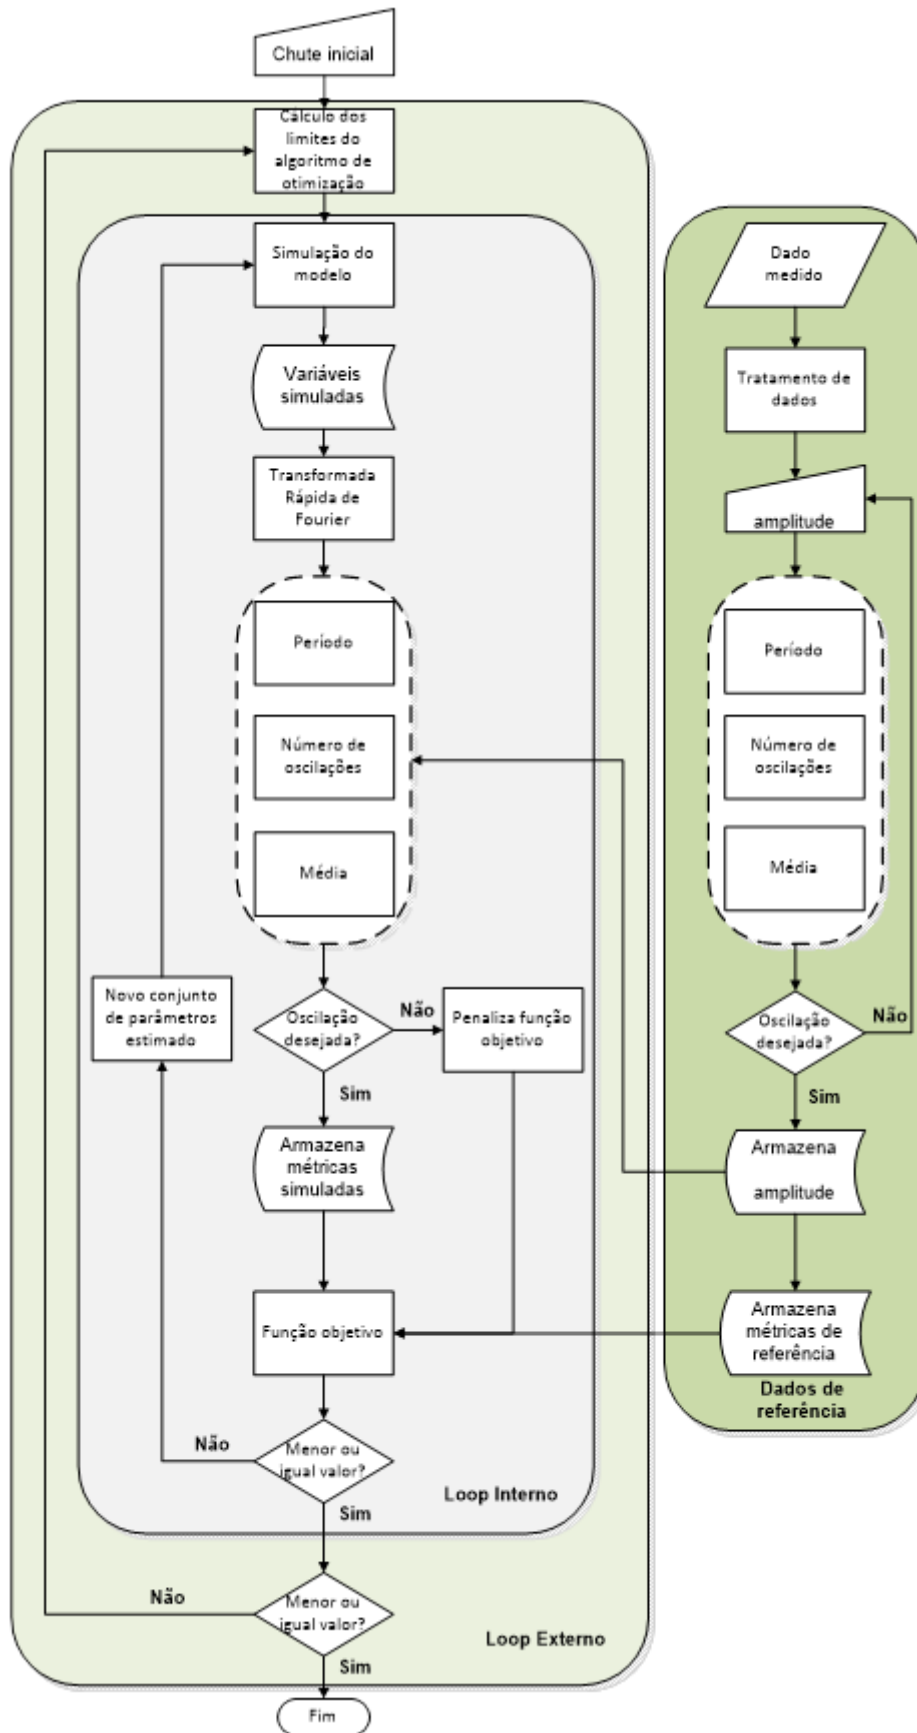 Chute inicial
Cálculo dos
limites do
algoritmo de
otimização
Simulação do
modelo
Variáveis
simuladas
Transformada
Rápida de
Fourier
Período
Número de
oscilações
Média
Novo conjunto
de parâmetros
estimado
Oscilação
desejada?
Não
Penaliza função
objetivo
Sim
Armazena
métricas
simuladas
Função objetivo
Não
Menor ou
igual valor?
Loop Interno
Sim
Não
Menor ou
igual valor?
Loop Externo
Sim
Fim
Dado
medido
Tratamento de
dados
amplitude
Período
Número de
oscilações
Média
Oscilação
desejada?
Não
Sim
Armazena
amplitude
Armazena
métricas de
referência
Dados de
referência